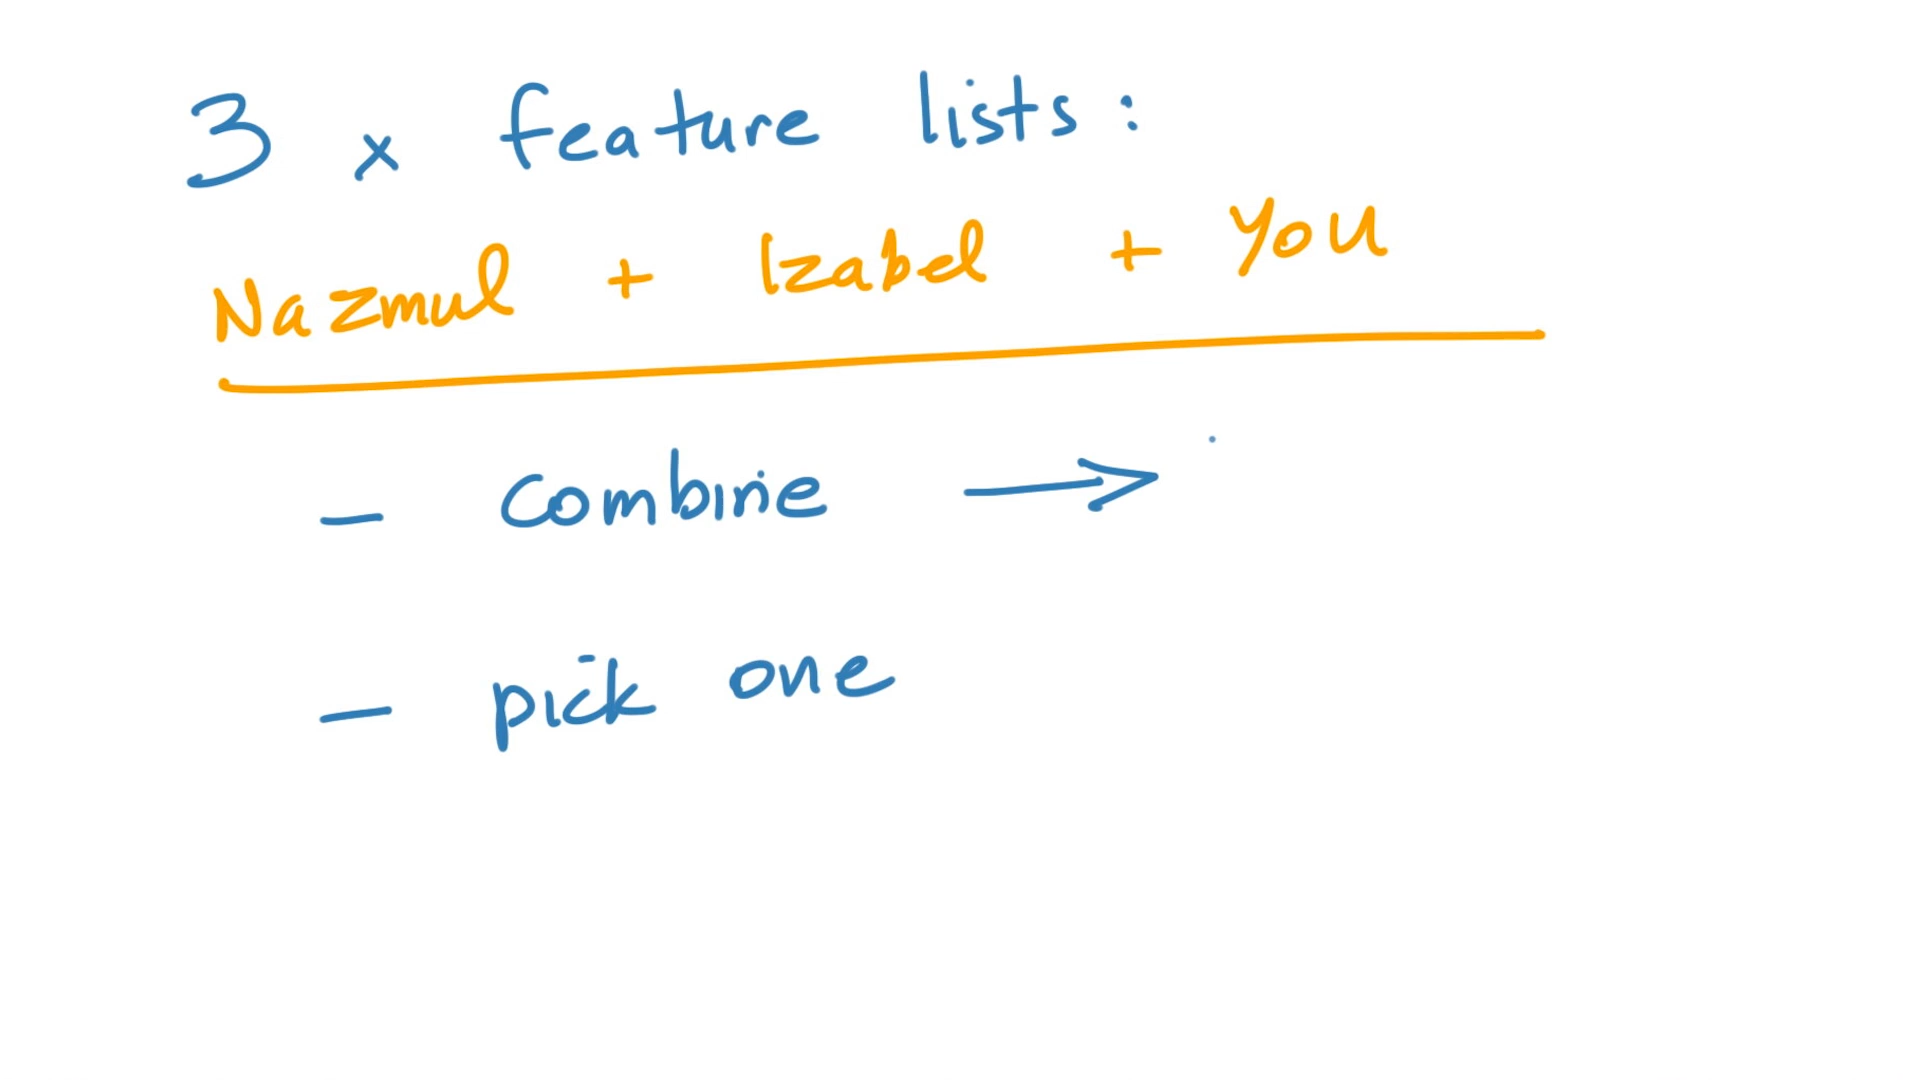 3 x feature lists:
Nazmul + Izabel + You
- combine →
- pick one